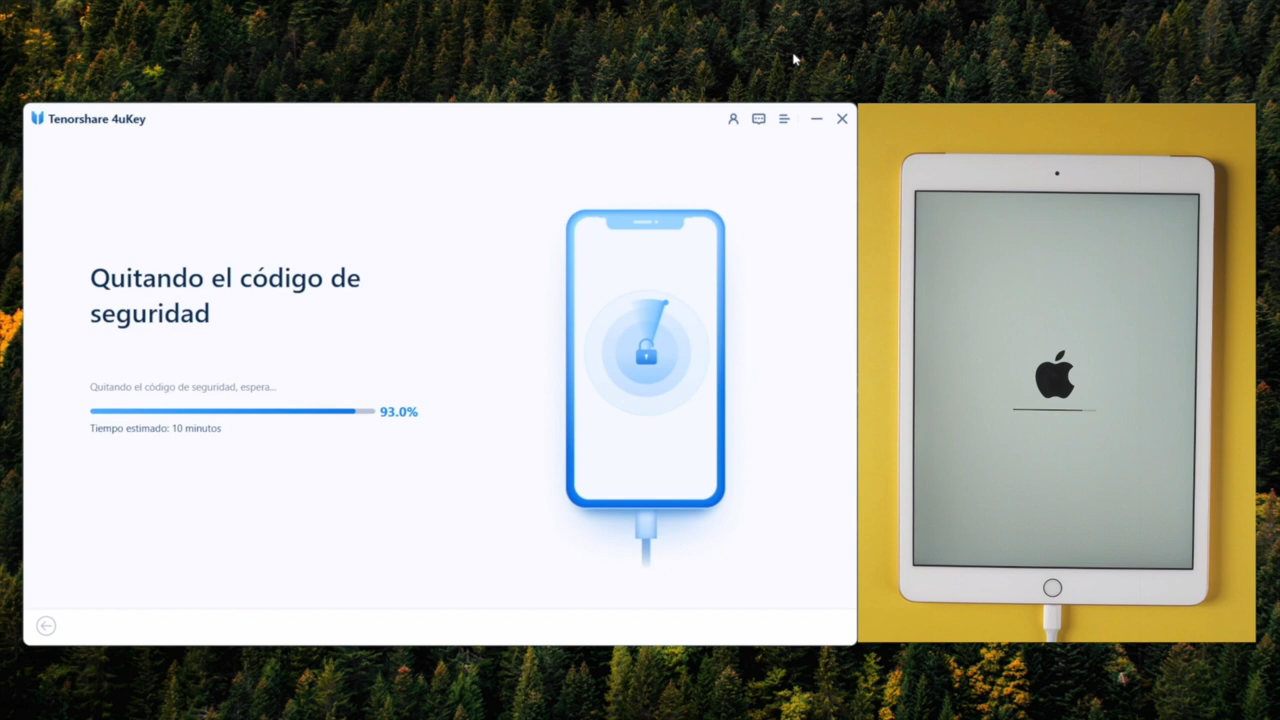 Tenorshare 4uKey
Quitando el código de
seguridad
Quitando el código de seguridad, espera...
93.0%
Tiempo estimado: 10 minutos